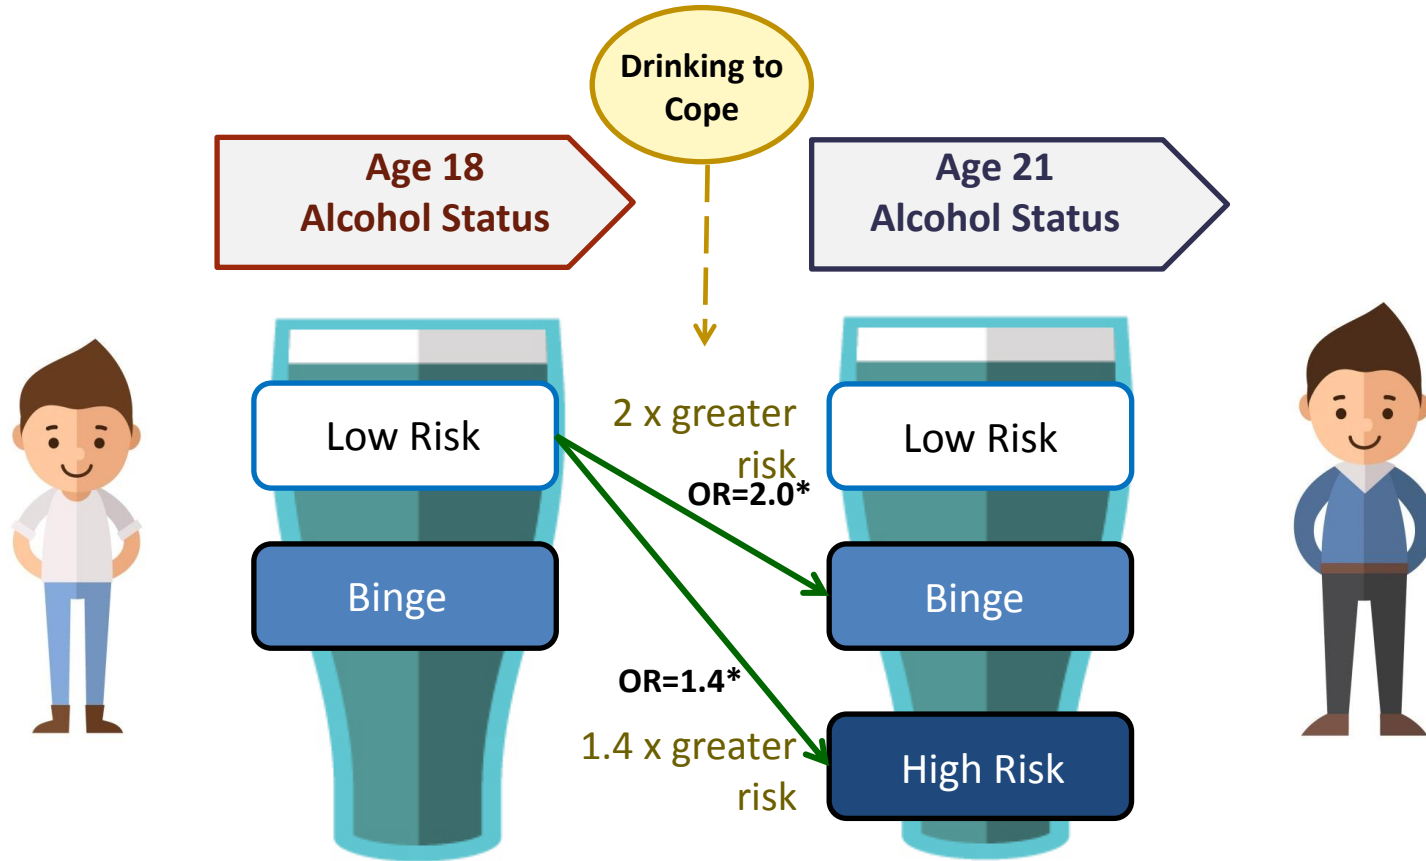 Drinking to
Cope
Age 18
Alcohol Status
Age 21
Alcohol Status
Low Risk
2 x greater
risk
OR=2.0*
Low Risk
Binge
Binge
OR=1.4*
1.4 x greater
risk
High Risk